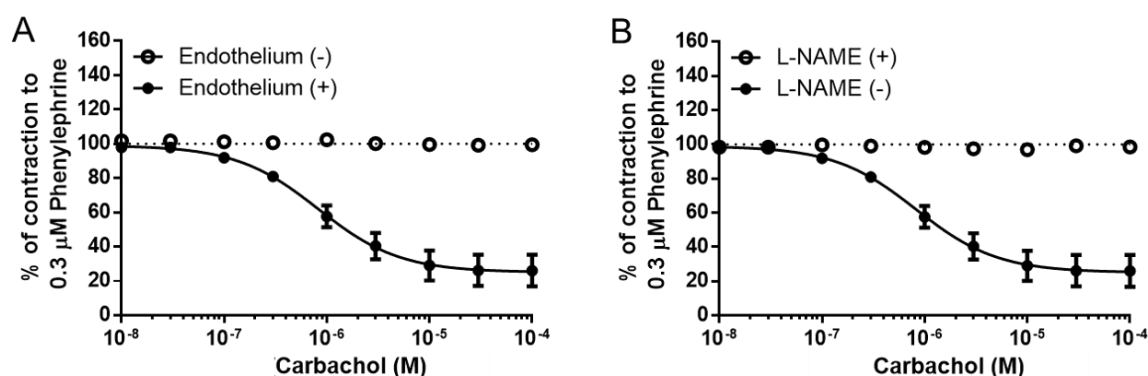 A
% of contraction to
0.3 μM Phenylephrine
160
140
120
100
80
60
40
20
0
Endothelium (-)
Endothelium (+)
10⁻⁸
10⁻⁷
10⁻⁶
10⁻⁵
10⁻⁴
Carbachol (M)
B
% of contraction to
0.3 μM Phenylephrine
160
140
120
100
80
60
40
20
0
L-NAME (+)
L-NAME (-)
10⁻⁸
10⁻⁷
10⁻⁶
10⁻⁵
10⁻⁴
Carbachol (M)